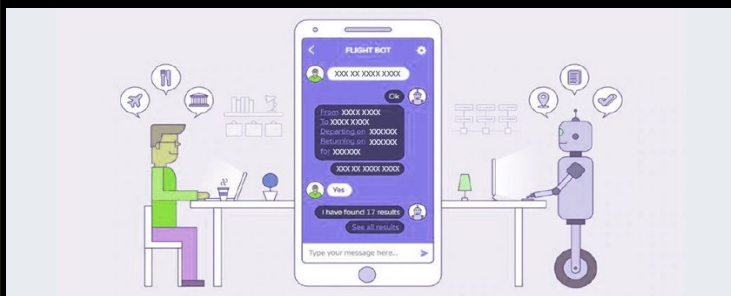 FLIGHT BOT
XXX XX XXXX XXXX
Ok
From XXXX XXXX
To XXXX XXXX
Departing on XXXXXX
Returning on XXXXXX
for XXXXXX
XXX XX XXXX XXXX
Yes
I have found 17 results
See all results
Type your message here...